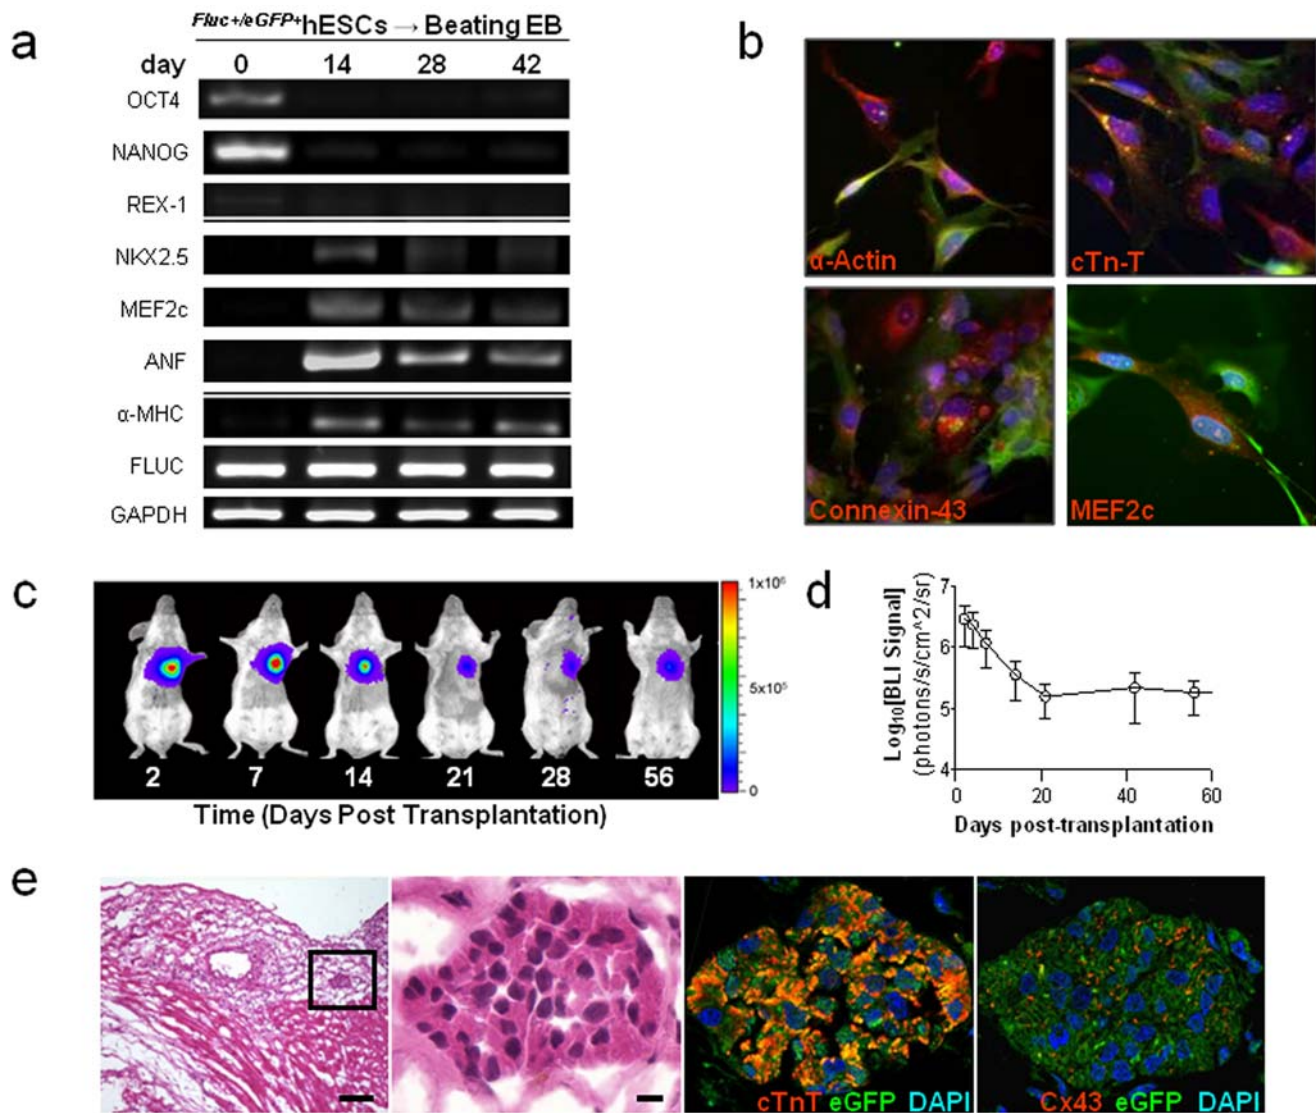 a
Fluc+/eGFP+hESCs → Beating EB
day 0 14 28 42
OCT4
NANOG
REX-1
NKX2.5
MEF2c
ANF
α-MHC
FLUC
GAPDH
b
α-Actin
cTn-T
Connexin-43
MEF2c
c
2 7 14 21 28 56
Time (Days Post Transplantation)
1x10⁶
5x10⁵
0
d
Log₁₀[BLI Signal]
(photons/s/cm^2/sr)
7
6
5
4
0 20 40 60
Days post-transplantation
e
cTnT eGFP DAPI
Cx43 eGFP DAPI